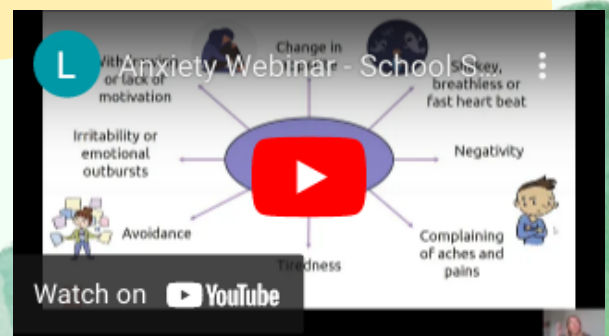 L
Anxiety Webinar - School S...
Change in
or lack of
motivation
breathless or
fast heart beat
Irritability or
emotional
outbursts
Negativity
Avoidance
Complaining
of aches and
pains
Tiredness
Watch on YouTube